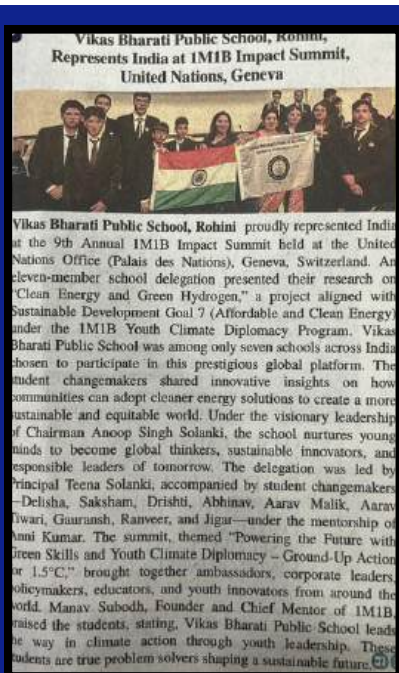 Vikas Bharati Public School, Rohini,
Represents India at 1M1B Impact Summit,
United Nations, Geneva
Vikas Bharati Public School, Rohini proudly represented India
at the 9th Annual 1M1B Impact Summit held at the United
Nations Office (Palais des Nations), Geneva, Switzerland. An
eleven-member school delegation presented their research on
"Clean Energy and Green Hydrogen," a project aligned with
Sustainable Development Goal 7 (Affordable and Clean Energy)
under the 1M1B Youth Climate Diplomacy Program. Vikas
Bharati Public School was among only seven schools across India
chosen to participate in this prestigious global platform. The
student changemakers shared innovative insights on how
communities can adopt cleaner energy solutions to create a more
sustainable and equitable world. Under the visionary leadership
of Chairman Anoop Singh Solanki, the school nurtures young
minds to become global thinkers, sustainable innovators, and
responsible leaders of tomorrow. The delegation was led by
Principal Teena Solanki, accompanied by student changemakers
—Delisha, Saksham, Drishti, Abhinav, Aarav Malik, Aarav
Tiwari, Gauransh, Ranveer, and Jigar—under the mentorship of
Anni Kumar. The summit, themed "Powering the Future with
Green Skills and Youth Climate Diplomacy – Ground-Up Action
for 1.5°C," brought together ambassadors, corporate leaders,
policymakers, educators, and youth innovators from around the
world. Manav Subodh, Founder and Chief Mentor of 1M1B,
praised the students, stating, Vikas Bharati Public School leads
the way in climate action through youth leadership. These
students are true problem solvers shaping a sustainable future.